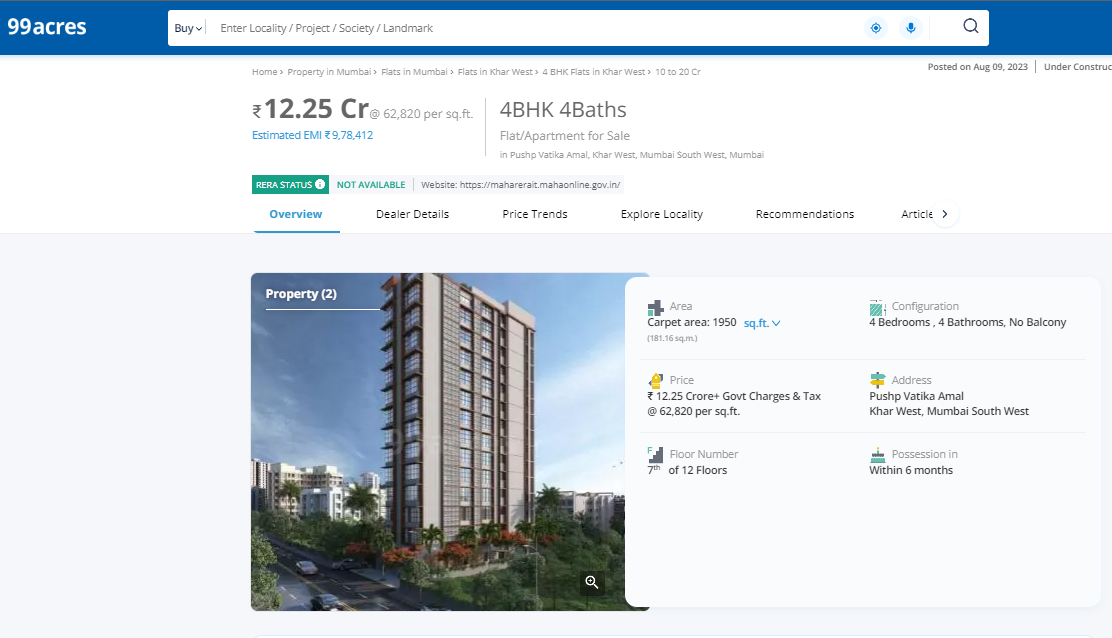 99acres
Buy
Enter Locality / Project / Society / Landmark
Home > Property in Mumbai > Flats in Mumbai > Flats in Khar West > 4 BHK Flats in Khar West > 10 to 20 Cr
Posted on Aug 09, 2023 | Under Construc
₹ 12.25 Cr @ 62,820 per sq.ft.
Estimated EMI ₹ 9,78,412
4BHK 4Baths
Flat/Apartment for Sale
in Pushp Vatika Amal, Khar West, Mumbai South West, Mumbai
RERA STATUS NOT AVAILABLE Website: https://maharerait.mahaonline.gov.in/
Overview Dealer Details Price Trends Explore Locality Recommendations Article
Property (2)
Area
Carpet area: 1950 sq.ft.
(181.16 sq.m.)
Configuration
4 Bedrooms , 4 Bathrooms, No Balcony
Price
₹ 12.25 Crore+ Govt Charges & Tax
@ 62,820 per sq.ft.
Address
Pushp Vatika Amal
Khar West, Mumbai South West
Floor Number
7th of 12 Floors
Possession in
Within 6 months